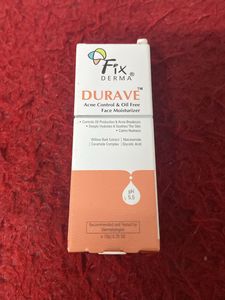 Fix
DERMA®
DURAVE™
Acne Control & Oil Free
Face Moisturizer
• Controls Oil Production & Acne Breakouts
• Deeply Hydrates & Soothes The Skin
• Calms Redness
Willow Bark Extract | Niacinamide
| Ceramide Complex | Glycolic Acid
pH
5.5
Recommended and Tested by
Dermatologist